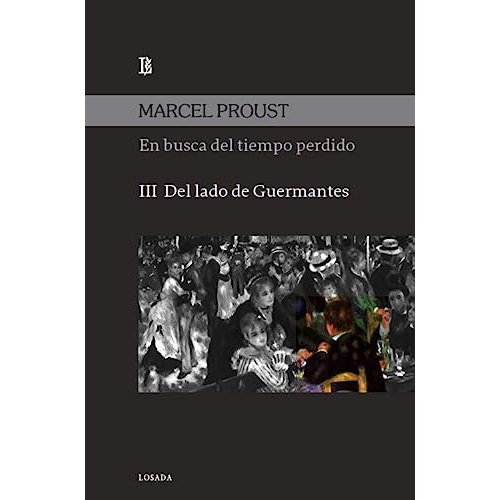 MARCEL PROUST
En busca del tiempo perdido
III Del lado de Guermantes
LOSADA